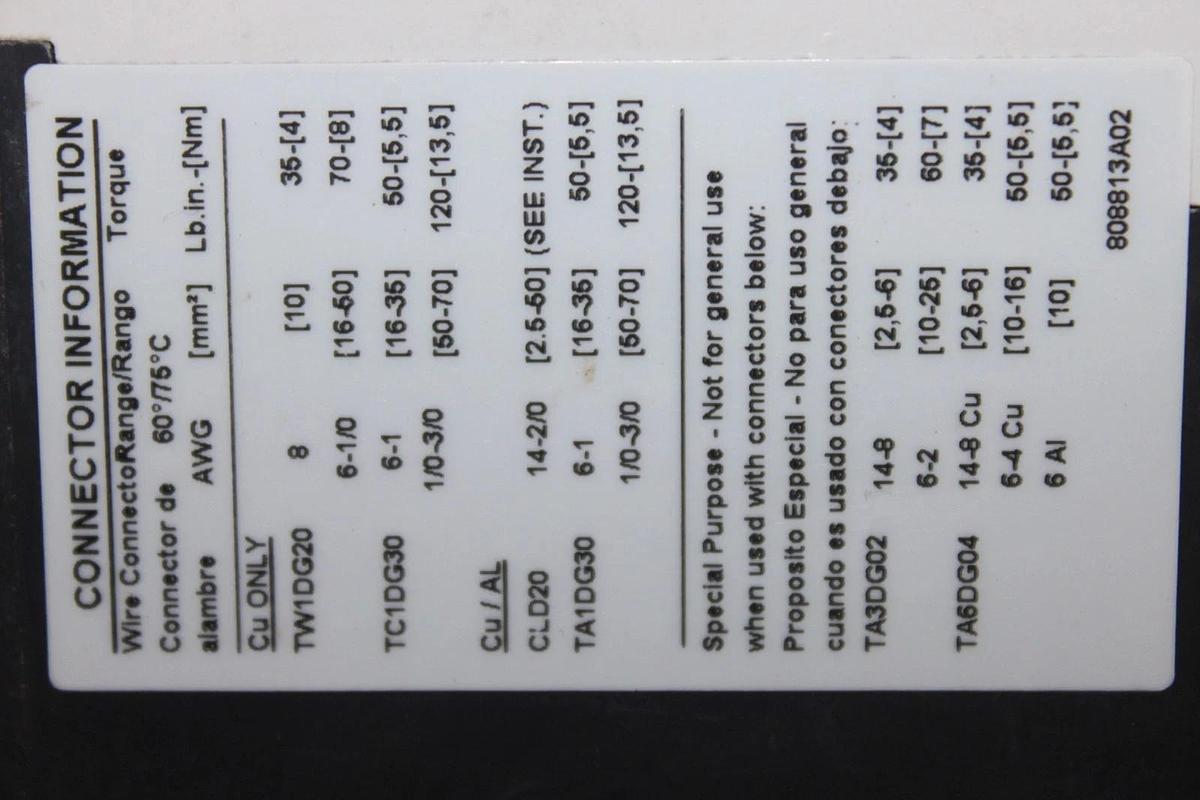 CONNECTOR INFORMATION
Wire ConnectoRange/Rango Torque
Connector de 60°/75°C
alambre AWG [mm²] Lb.in.-[Nm]
Cu ONLY
TW1DG20 8 [10] 35-[4]
6-1/0 [16-50] 70-[8]
TC1DG30 6-1 [16-35] 50-[5,5]
1/0-3/0 [50-70] 120-[13,5]
Cu / AL
CLD20 14-2/0 [2.5-50] (SEE INST.)
TA1DG30 6-1 [16-35] 50-[5,5]
1/0-3/0 [50-70] 120-[13,5]
Special Purpose - Not for general use
when used with connectors below:
Proposito Especial - No para uso general
cuando es usado con conectores debajo:
TA3DG02 14-8 [2,5-6] 35-[4]
6-2 [10-25] 60-[7]
TA6DG04 14-8 Cu [2,5-6] 35-[4]
6-4 Cu [10-16] 50-[5,5]
6 Al [10] 50-[5,5]
808813A02